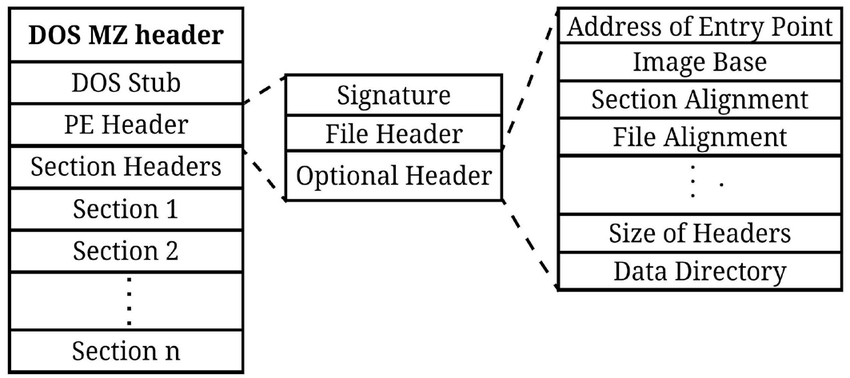 DOS MZ header
DOS Stub
PE Header
Section Headers
Section 1
Section 2
Section n
Signature
File Header
Optional Header
Address of Entry Point
Image Base
Section Alignment
File Alignment
Size of Headers
Data Directory